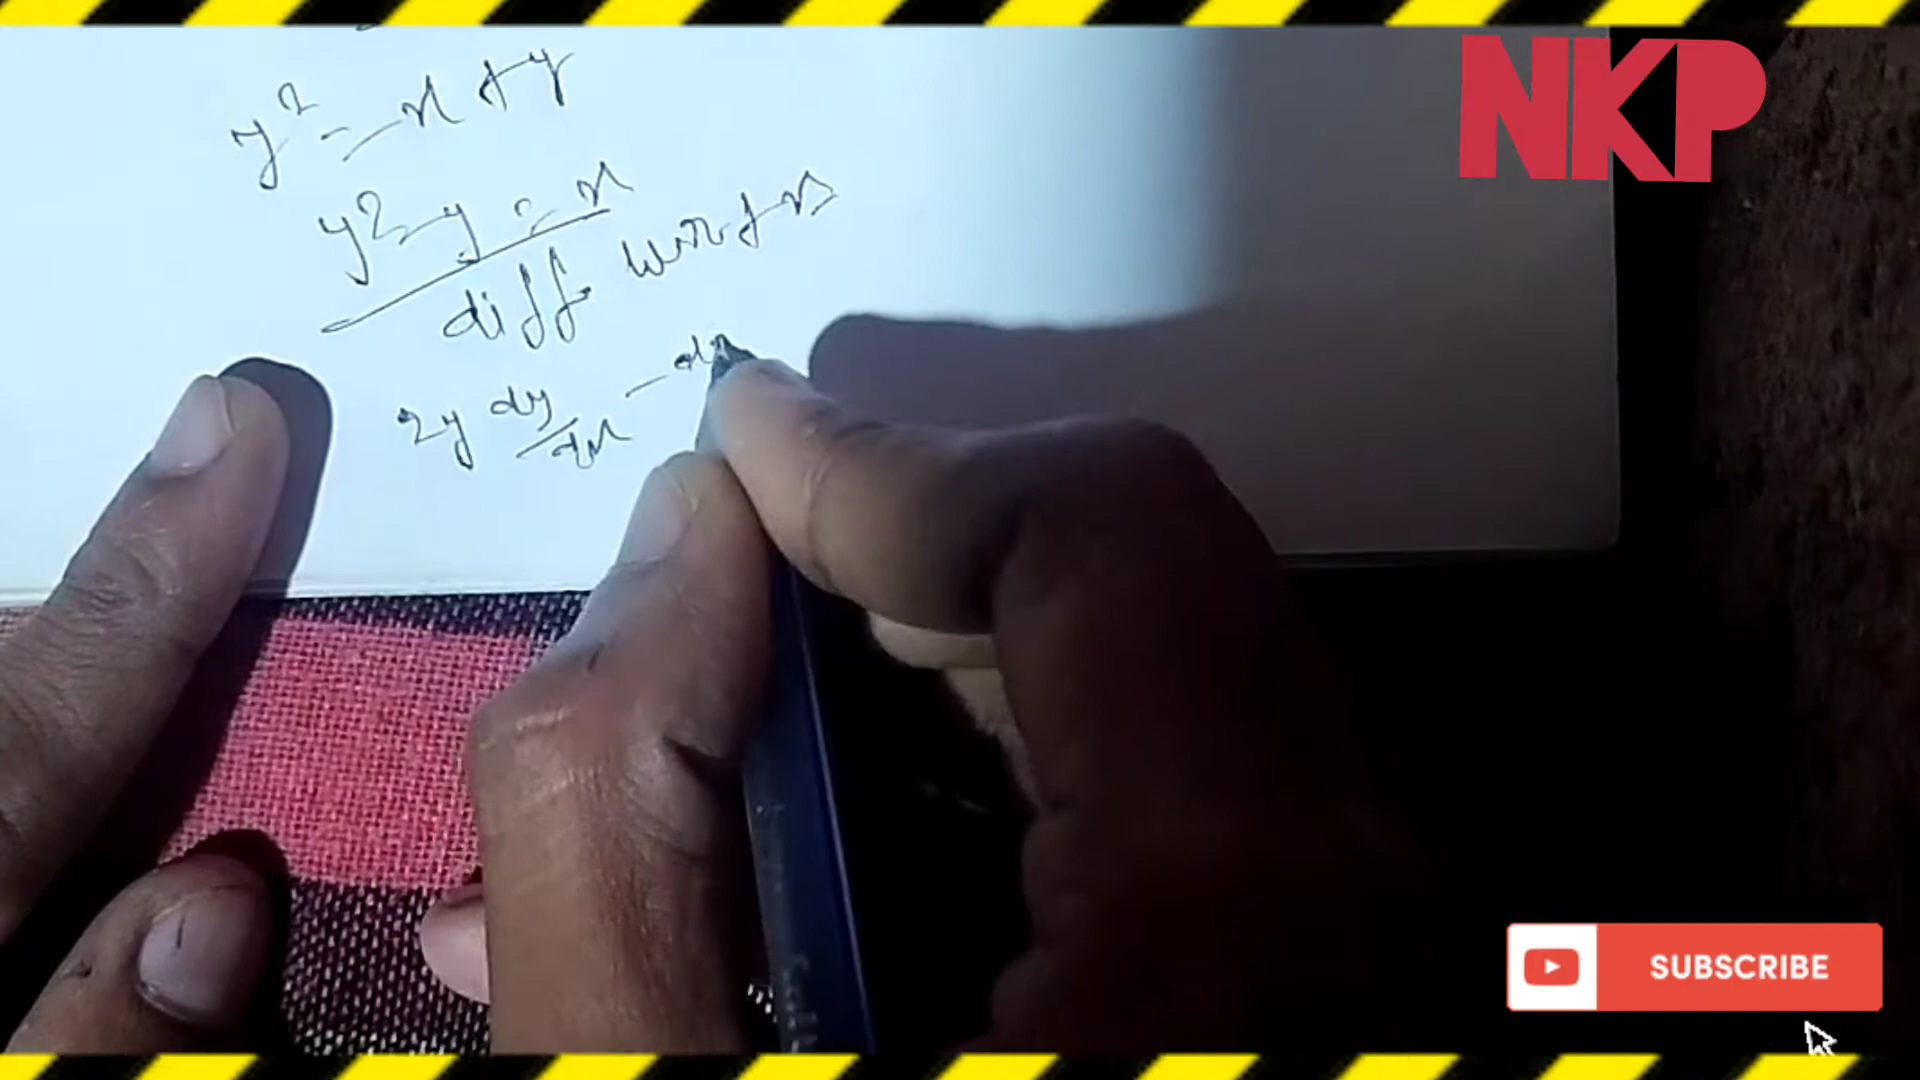 y² = x + y
y² - y = x
diff w.r.t x
2y dy/dx - d
NKP
SUBSCRIBE